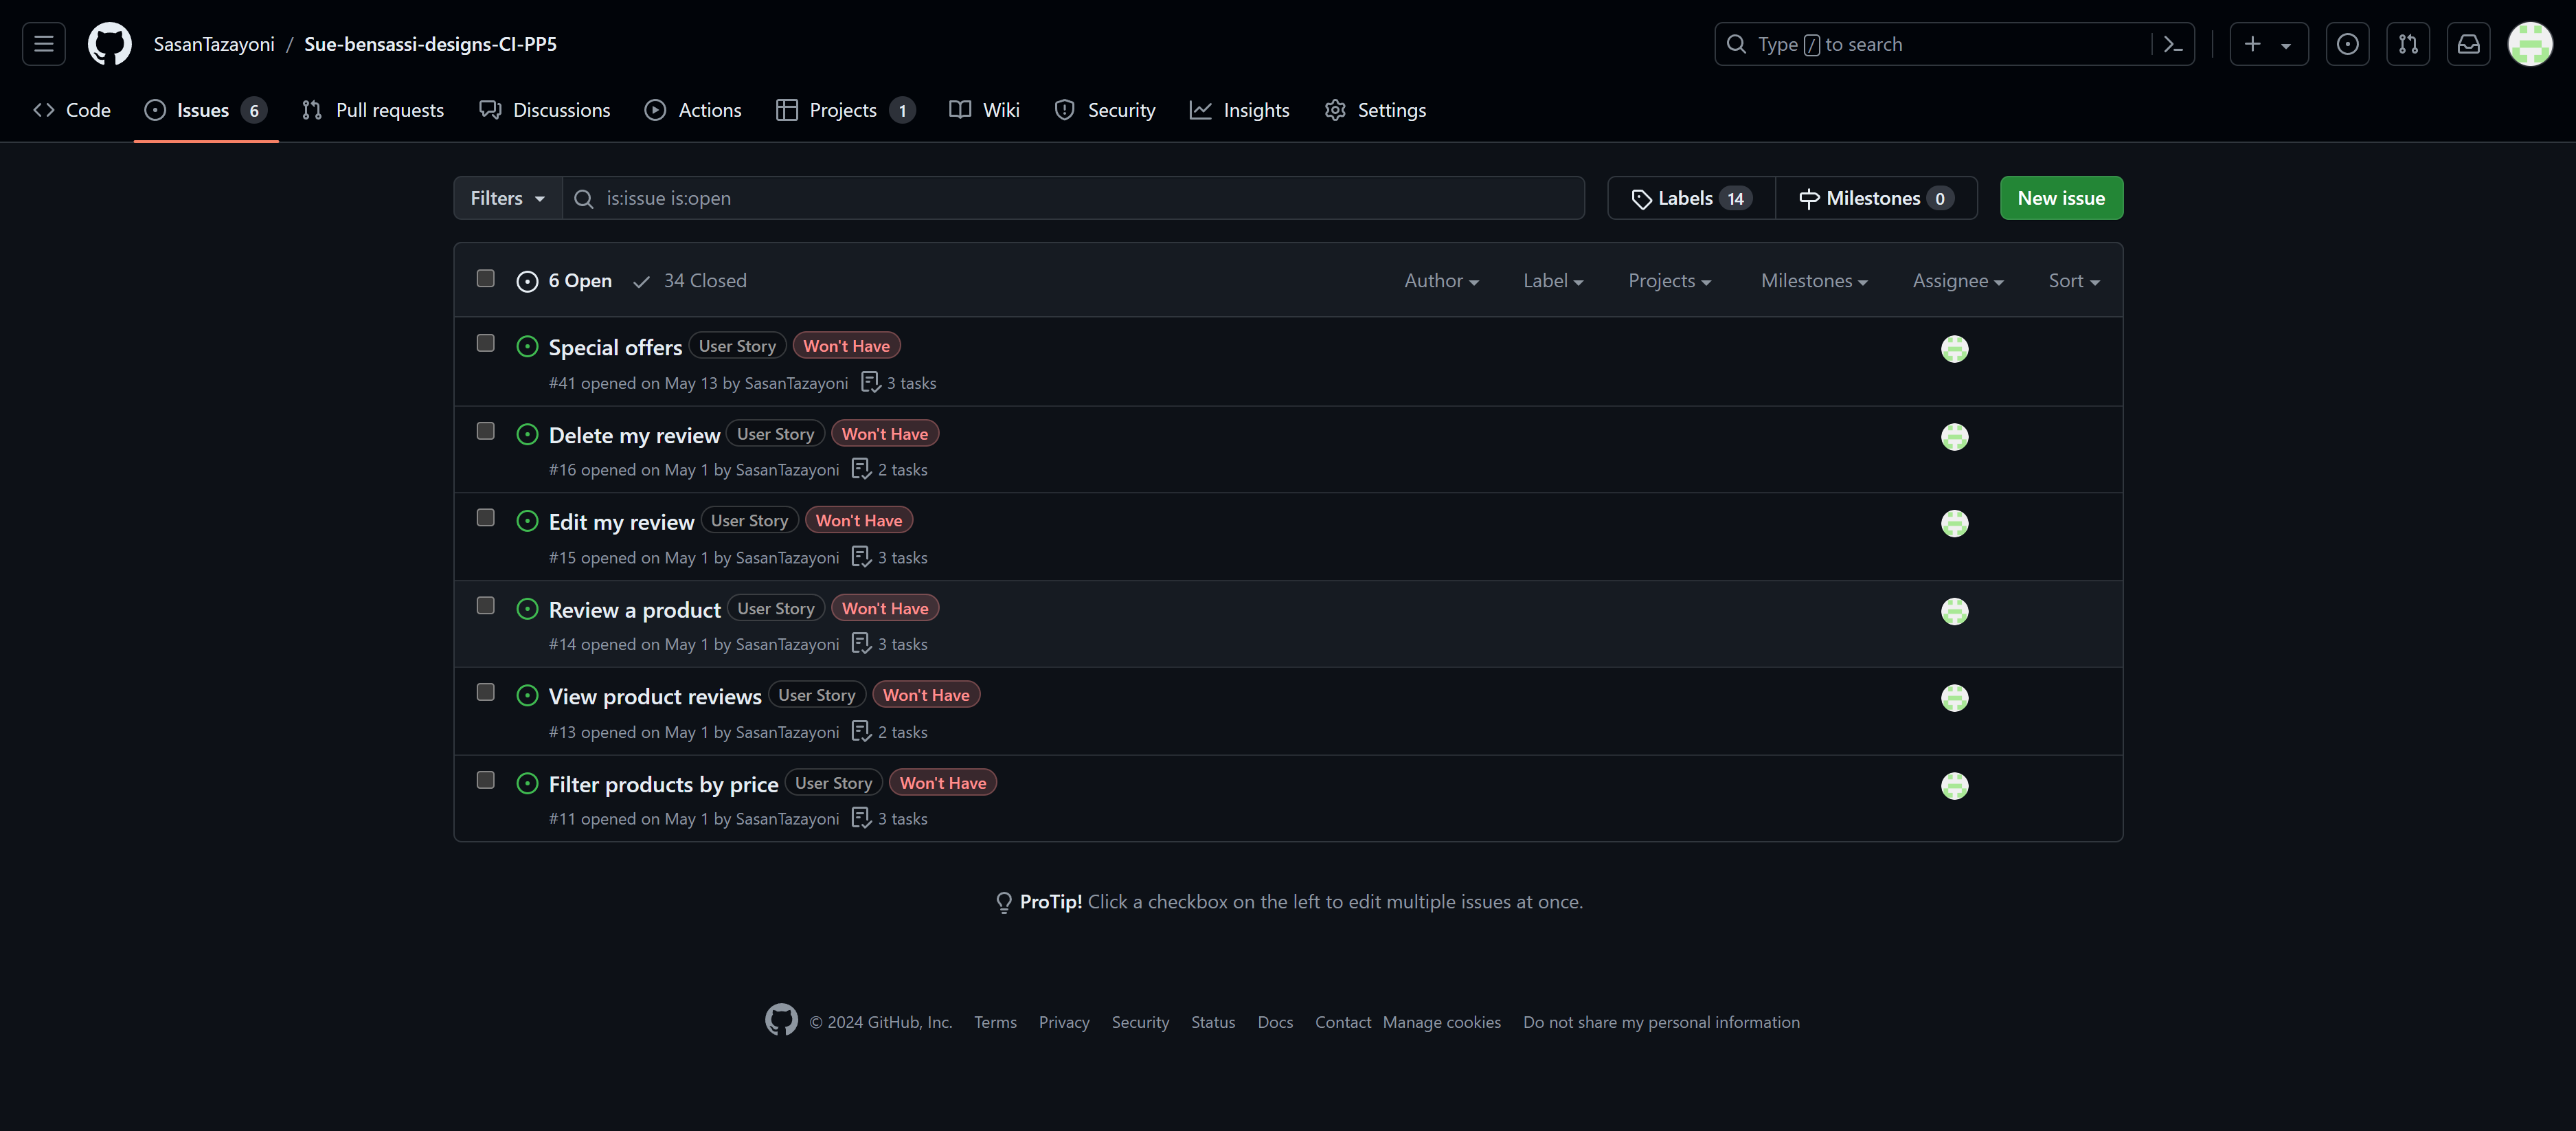 SasanTazayoni / Sue-bensassi-designs-CI-PP5
Type / to search
Code Issues 6 Pull requests Discussions Actions Projects 1 Wiki Security Insights Settings
Filters is:issue is:open Labels 14 Milestones 0 New issue
6 Open 34 Closed Author Label Projects Milestones Assignee Sort
Special offers User Story Won't Have
#41 opened on May 13 by SasanTazayoni 3 tasks
Delete my review User Story Won't Have
#16 opened on May 1 by SasanTazayoni 2 tasks
Edit my review User Story Won't Have
#15 opened on May 1 by SasanTazayoni 3 tasks
Review a product User Story Won't Have
#14 opened on May 1 by SasanTazayoni 3 tasks
View product reviews User Story Won't Have
#13 opened on May 1 by SasanTazayoni 2 tasks
Filter products by price User Story Won't Have
#11 opened on May 1 by SasanTazayoni 3 tasks
ProTip! Click a checkbox on the left to edit multiple issues at once.
© 2024 GitHub, Inc. Terms Privacy Security Status Docs Contact Manage cookies Do not share my personal information